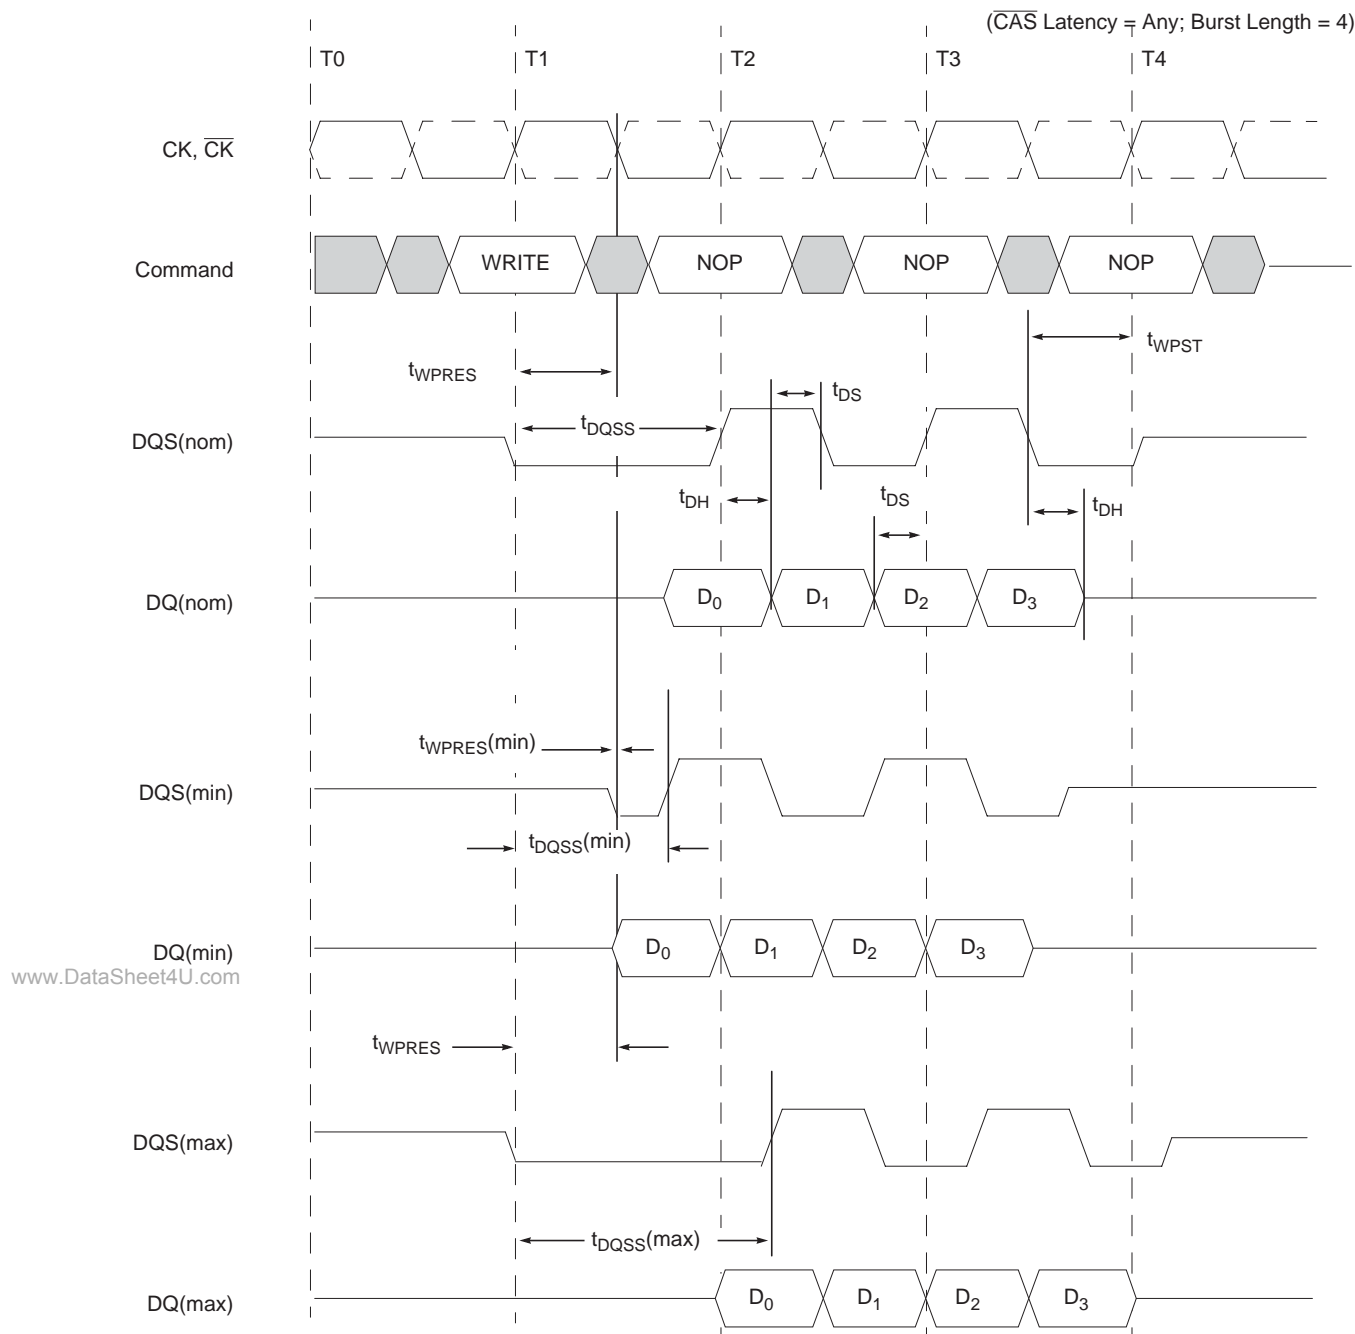 (C̅A̅S̅ Latency = Any; Burst Length = 4)
T0 T1 T2 T3 T4
CK, C̅K̅
Command WRITE NOP NOP NOP
tWPST
tWPRES
tDS
DQS(nom) tDQSS
tDH tDS tDH
DQ(nom) D0 D1 D2 D3
tWPRES(min)
DQS(min)
tDQSS(min)
DQ(min) D0 D1 D2 D3
www.DataSheet4U.com
tWPRES
DQS(max)
tDQSS(max)
DQ(max) D0 D1 D2 D3